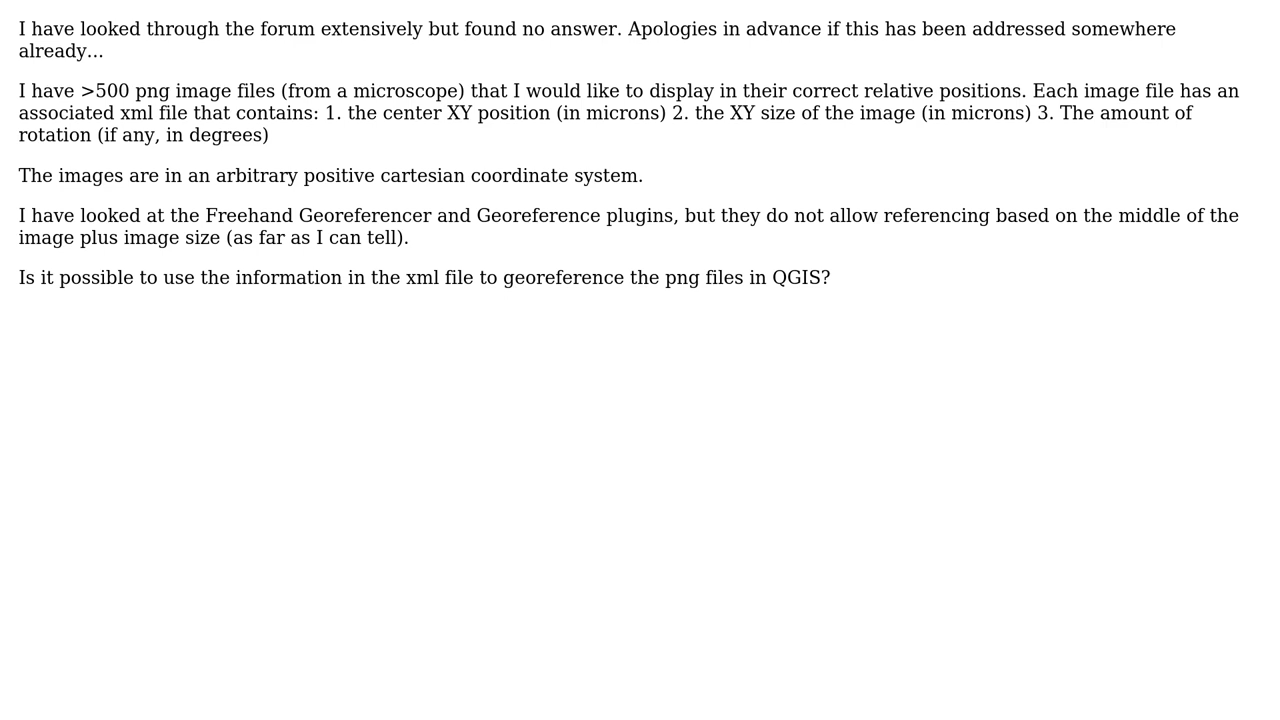 I have looked through the forum extensively but found no answer. Apologies in advance if this has been addressed somewhere
already...
I have >500 png image files (from a microscope) that I would like to display in their correct relative positions. Each image file has an
associated xml file that contains: 1. the center XY position (in microns) 2. the XY size of the image (in microns) 3. The amount of
rotation (if any, in degrees)
The images are in an arbitrary positive cartesian coordinate system.
I have looked at the Freehand Georeferencer and Georeference plugins, but they do not allow referencing based on the middle of the
image plus image size (as far as I can tell).
Is it possible to use the information in the xml file to georeference the png files in QGIS?